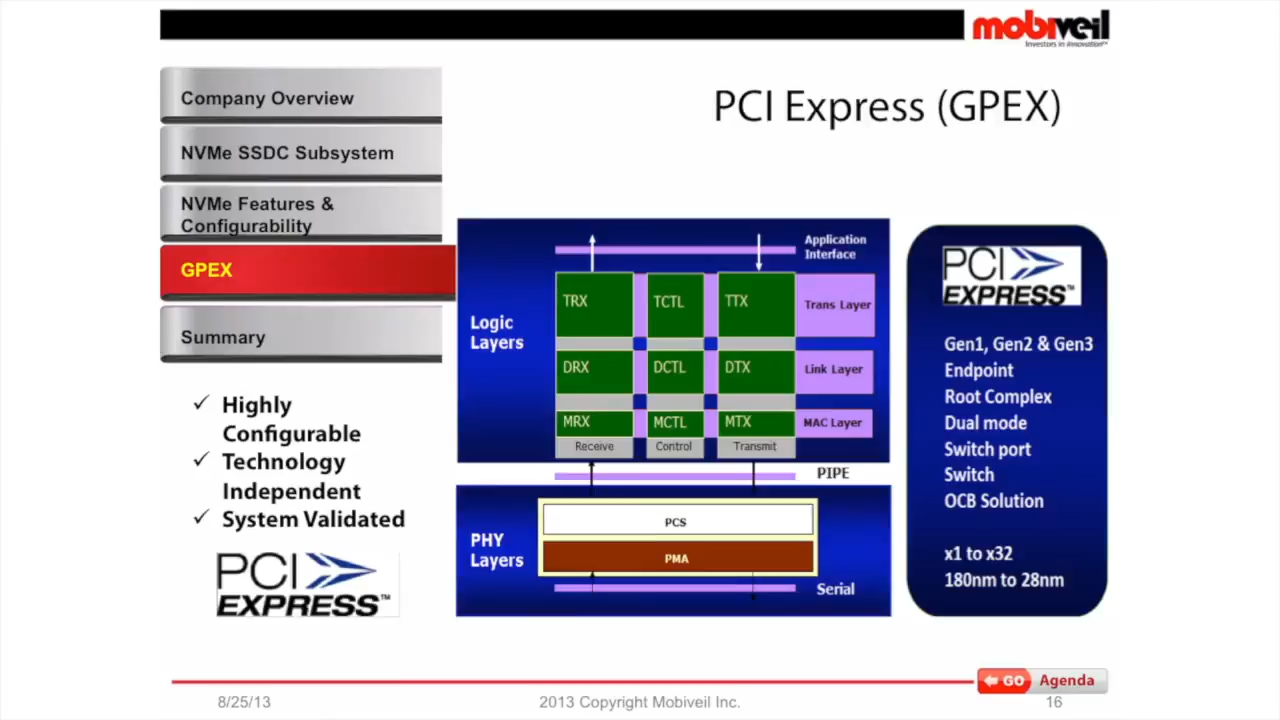 mobiveil
Investors in Innovation™
PCI Express (GPEX)
Company Overview
NVMe SSDC Subsystem
NVMe Features &
Configurability
GPEX
Summary
✓ Highly
Configurable
✓ Technology
Independent
✓ System Validated
PCI
EXPRESS™
Application
Interface
Logic
Layers
TRX TCTL TTX Trans Layer
DRX DCTL DTX Link Layer
MRX MCTL MTX MAC Layer
Receive Control Transmit
PIPE
PHY
Layers
PCS
PMA
Serial
PCI
EXPRESS™
Gen1, Gen2 & Gen3
Endpoint
Root Complex
Dual mode
Switch port
Switch
OCB Solution
x1 to x32
180nm to 28nm
GO Agenda
8/25/13 2013 Copyright Mobiveil Inc. 16